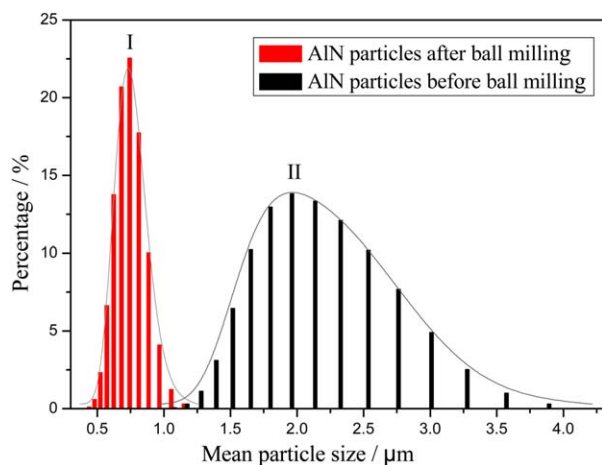 25
20
15
10
5
0
Percentage / %
I
II
AlN particles after ball milling
AlN particles before ball milling
0.5 1.0 1.5 2.0 2.5 3.0 3.5 4.0
Mean particle size / μm